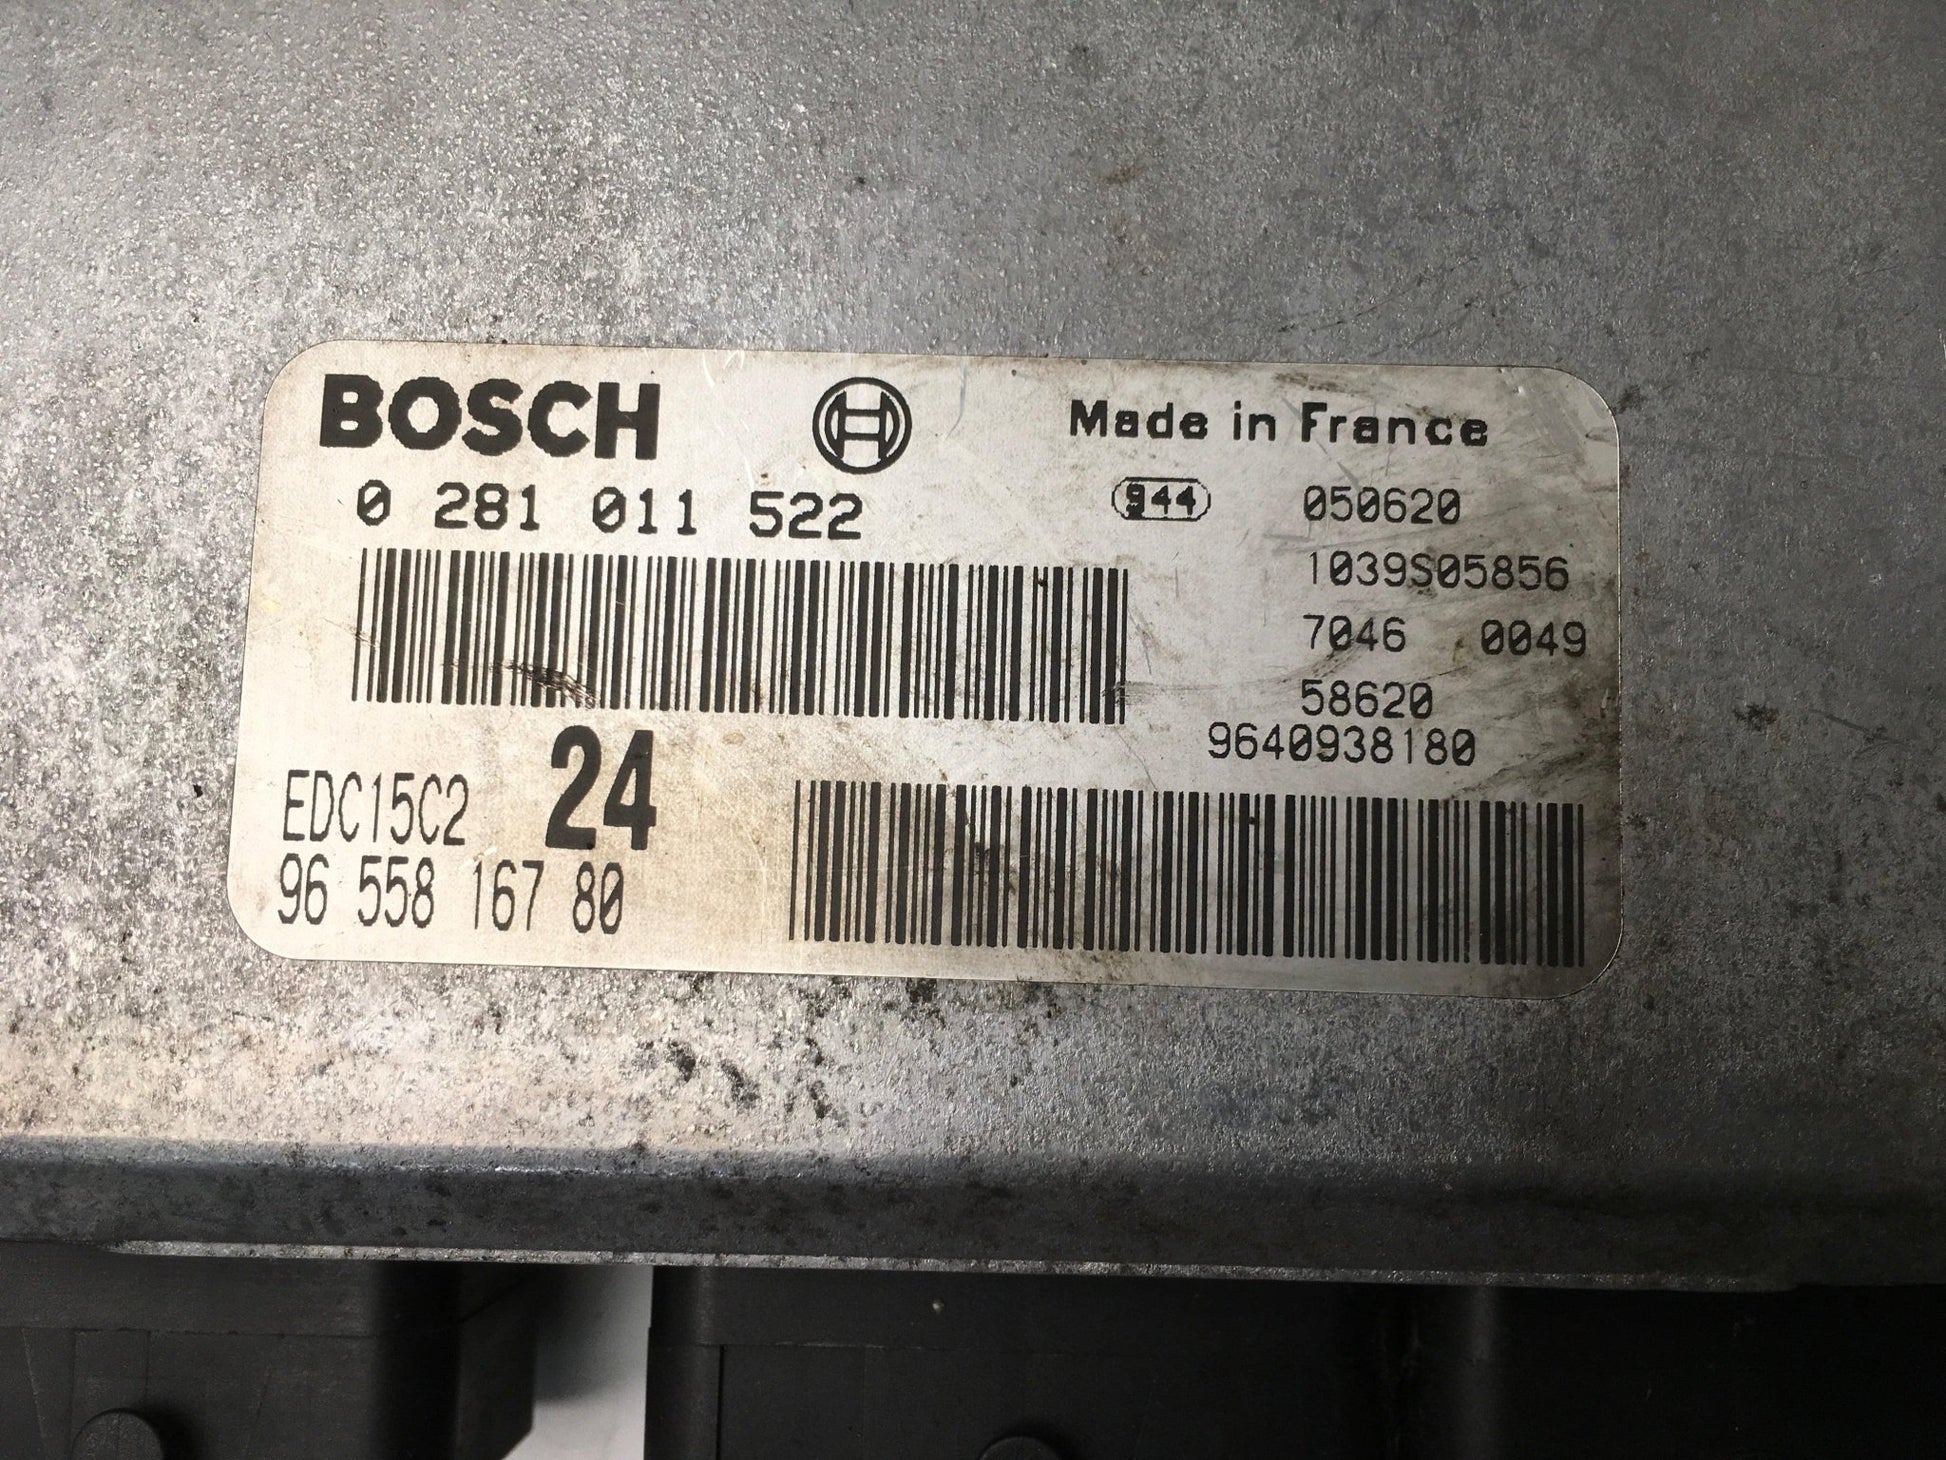 BOSCH
Made in France
0 281 011 522
944
050620
1039S05856
7046 0049
58620
9640938180
24
EDC15C2
96 558 167 80